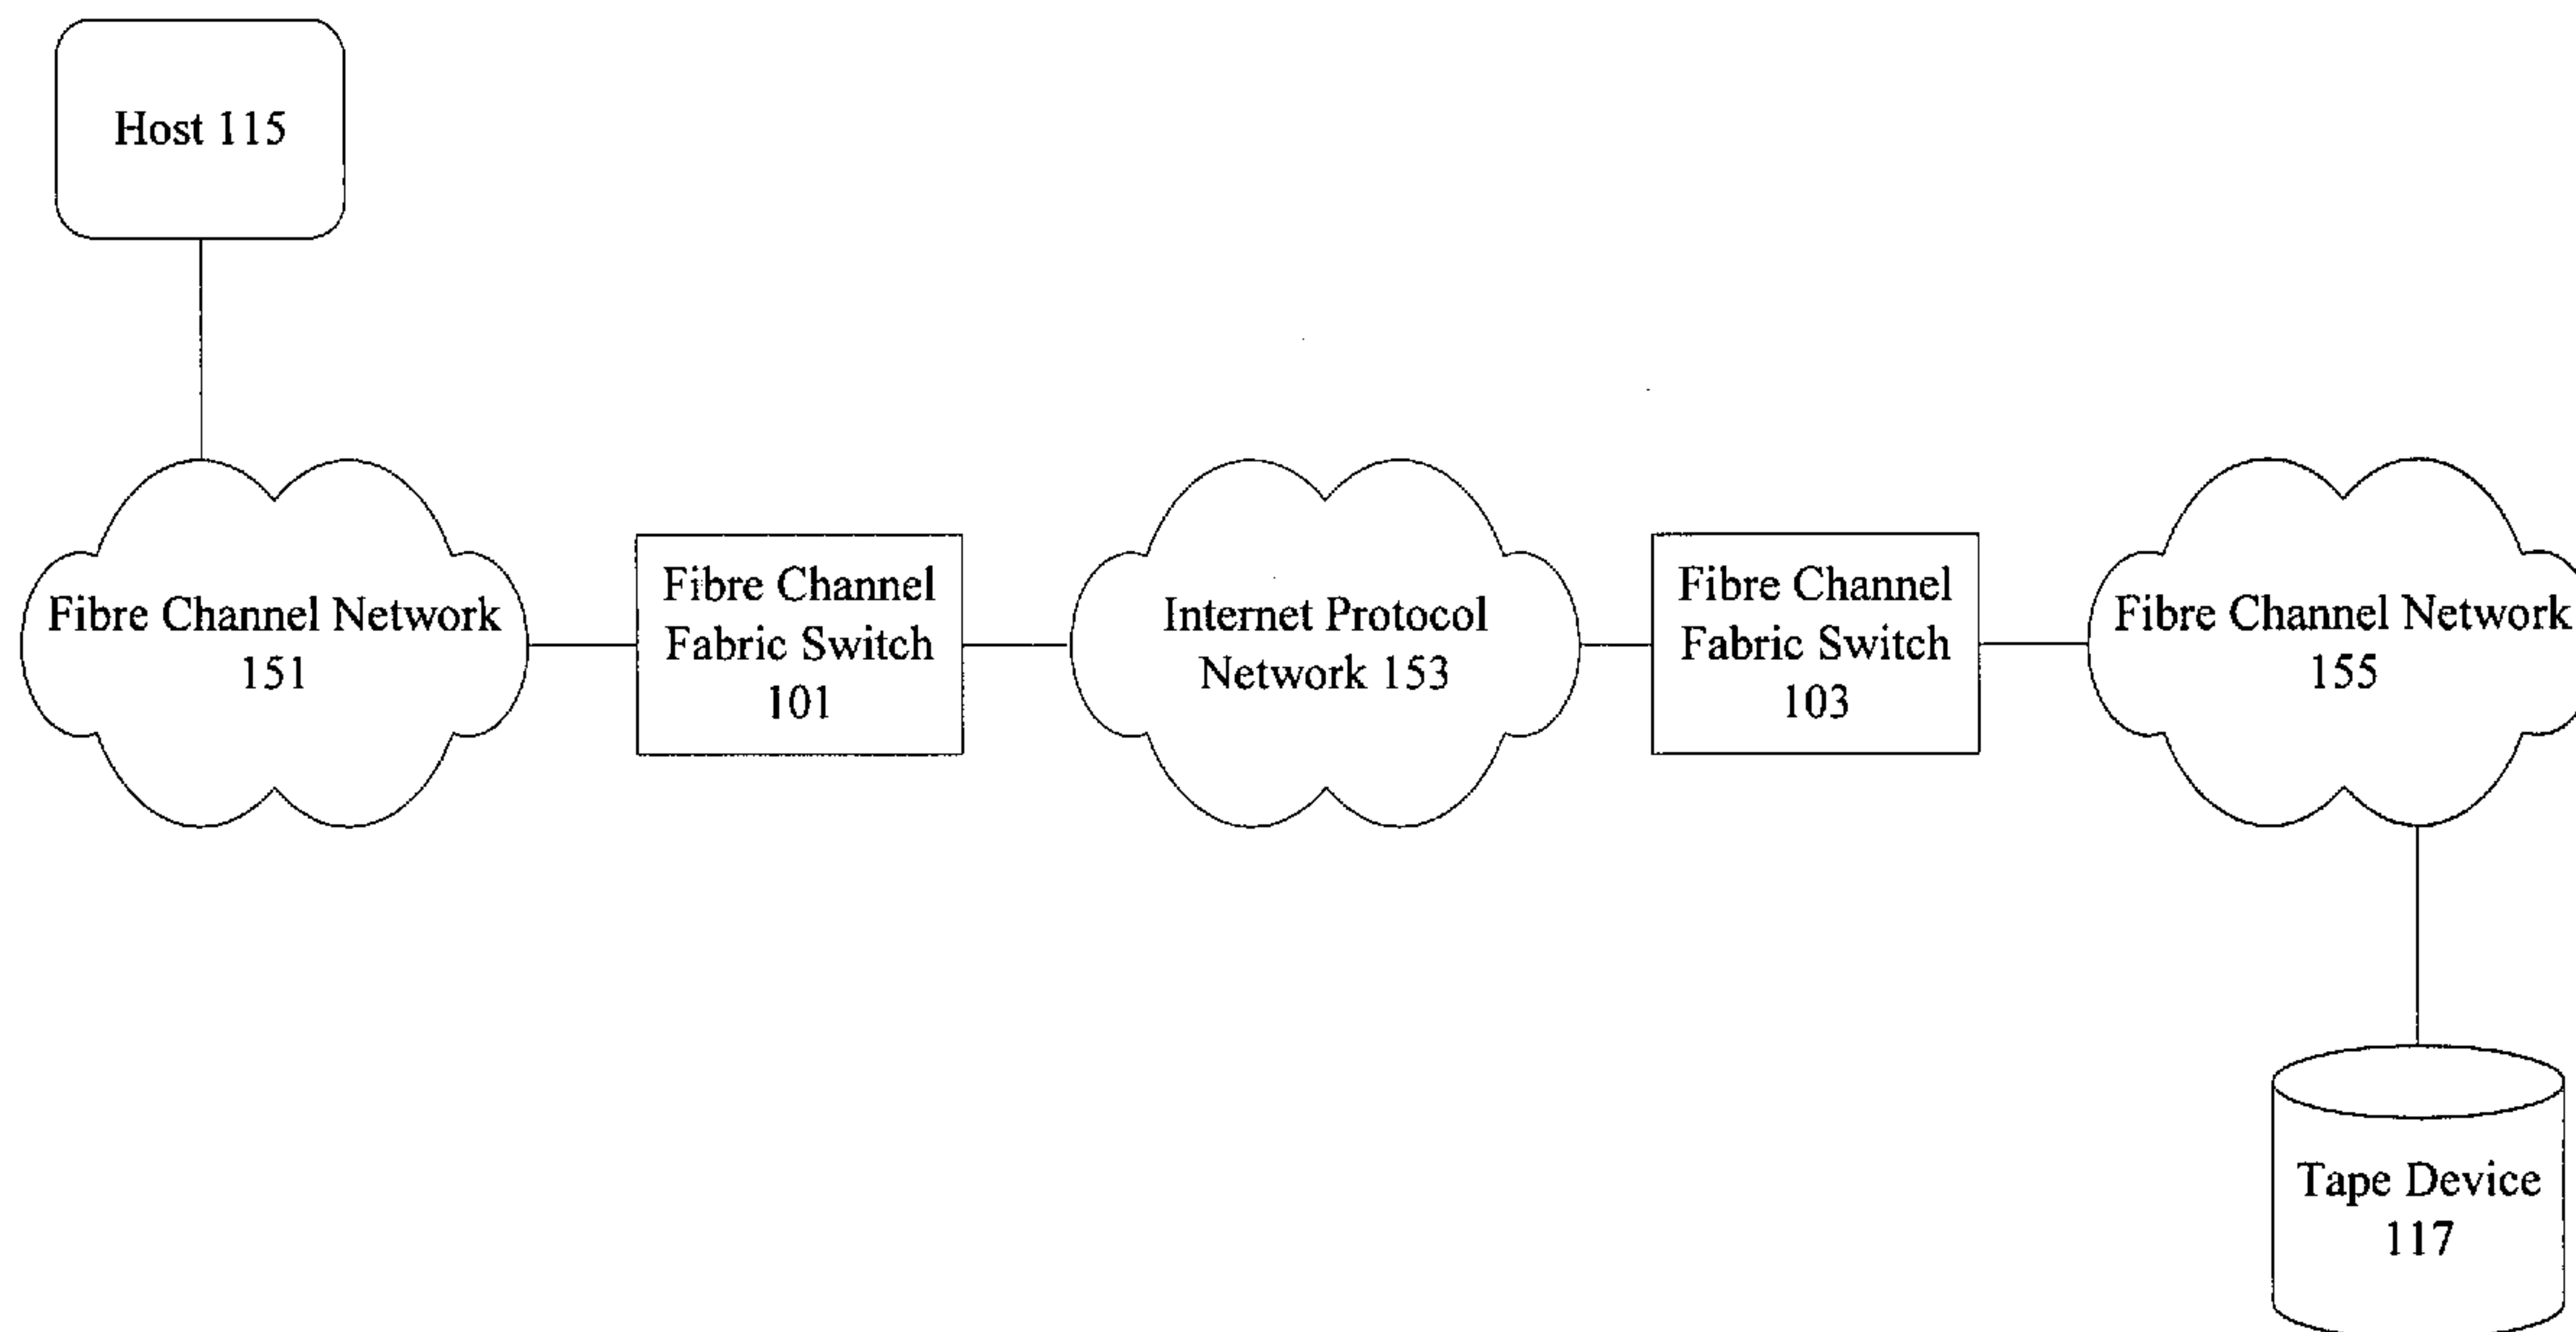 Host 115
Fibre Channel Network
151
Fibre Channel
Fabric Switch
101
Internet Protocol
Network 153
Fibre Channel
Fabric Switch
103
Fibre Channel Network
155
Tape Device
117